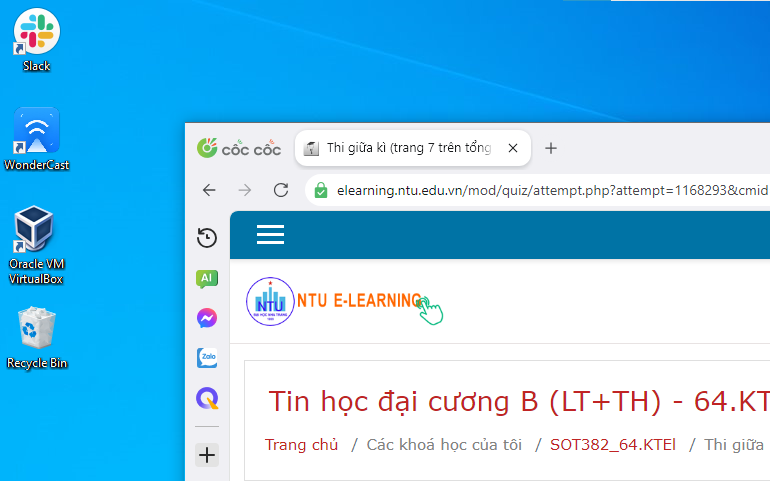 Slack
WonderCast
Oracle VM
VirtualBox
Recycle Bin
CỐC CỐC
Thi giữa kì (trang 7 trên tổng
elearning.ntu.edu.vn/mod/quiz/attempt.php?attempt=1168293&cmid
AI
Zalo
NTU
NTU E-LEARNING
Tin học đại cương B (LT+TH) - 64.KT
Trang chủ / Các khoá học của tôi / SOT382_64.KTEl / Thi giữa